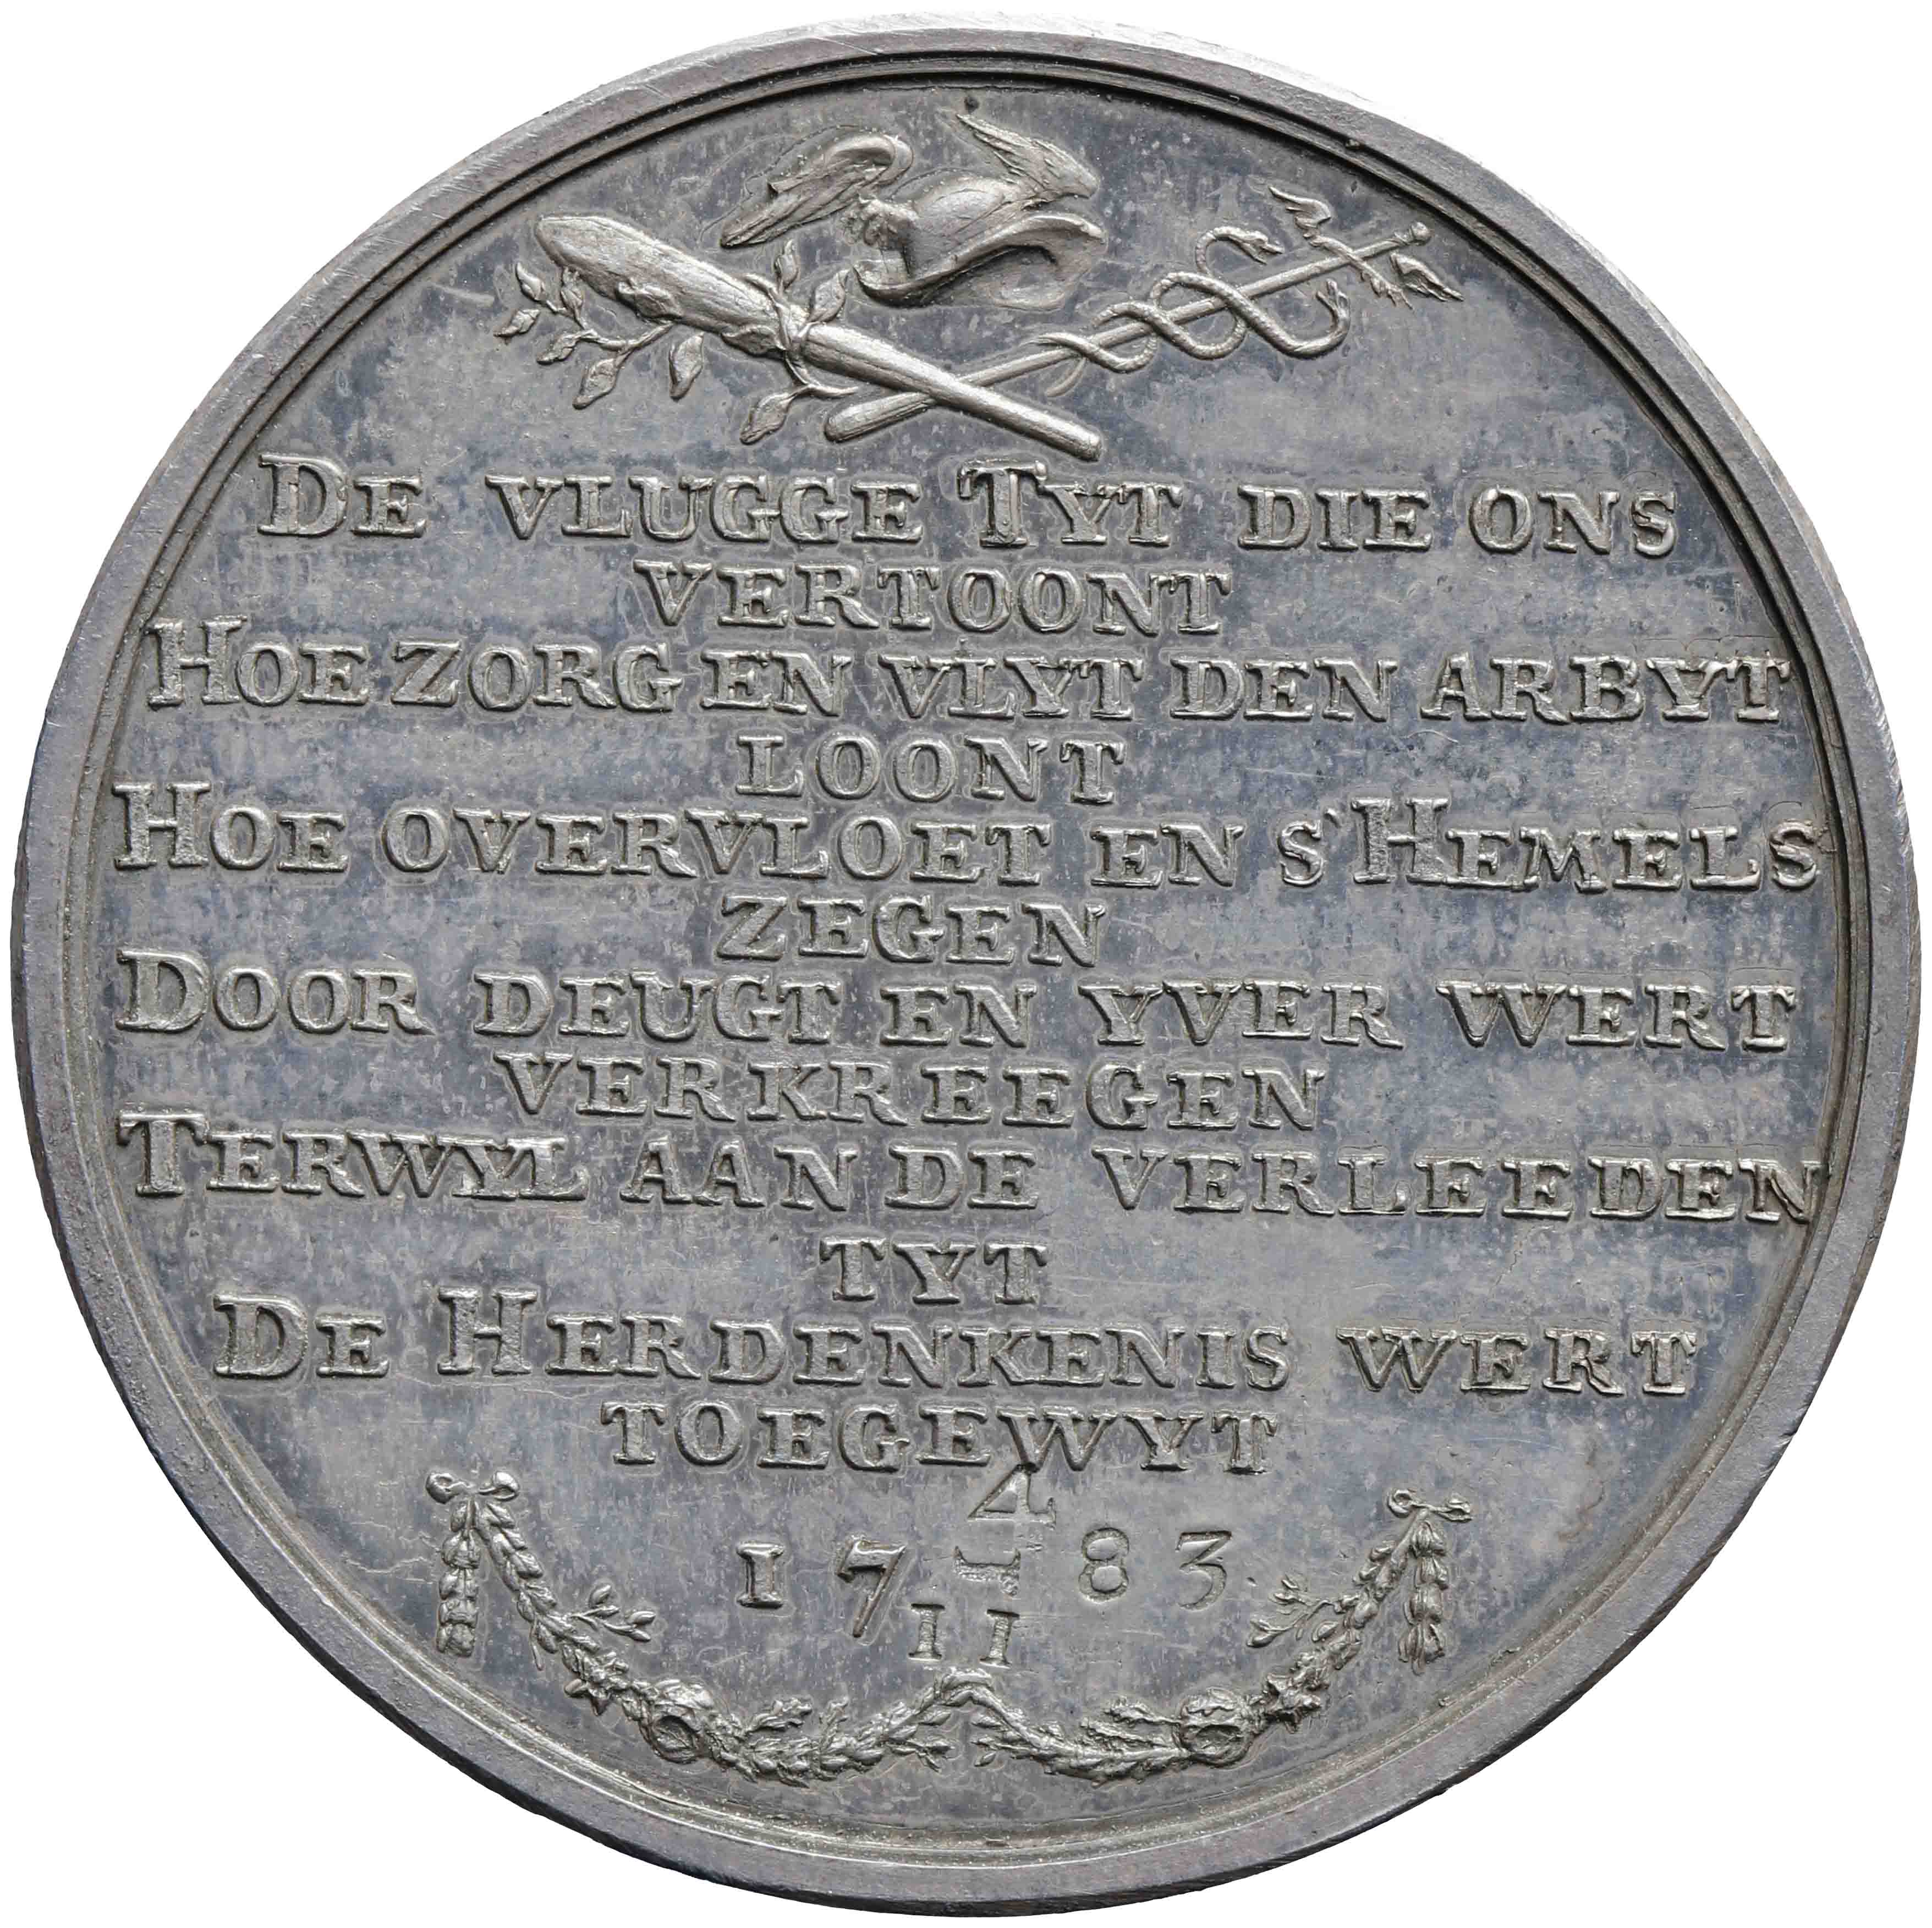 DE VLUGGE TYT DIE ONS
VERTOONT
HOE ZORG EN VLYT DEN ARBYT
LOONT
HOE OVERVLOET EN S'HEMELS
ZEGEN
DOOR DEUGT EN YVER WERT
VERKREEGEN
TERWYL AAN DE VERLEEDEN
TYT
DE HERDENKENIS WERT
TOEGEWYT
17 4/11 83